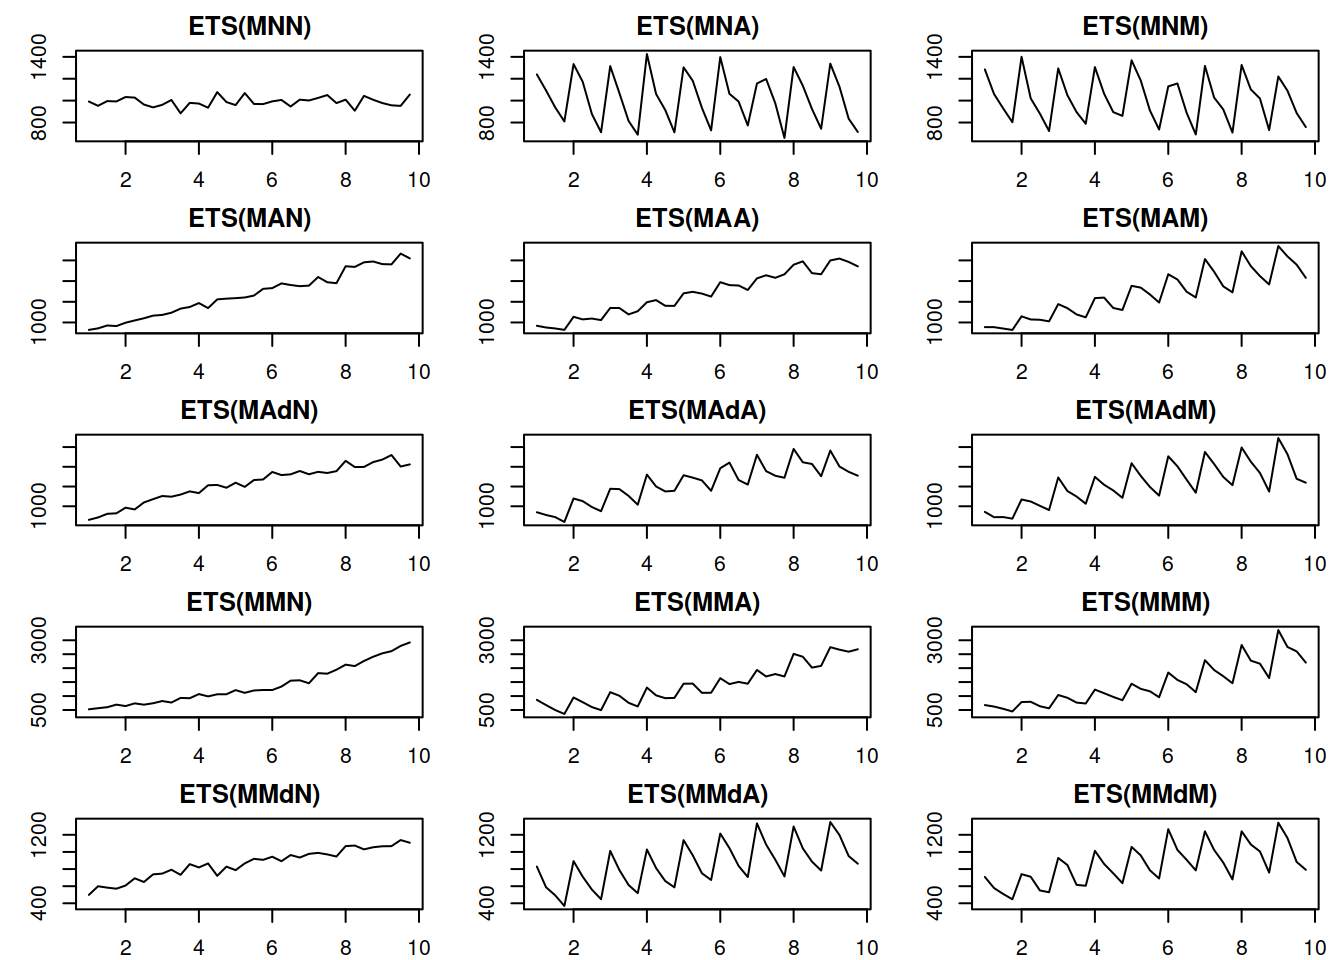 ETS(MNN) ETS(MNA) ETS(MNM)
1400 1400 1400
800 800 800
2 4 6 8 10 2 4 6 8 10 2 4 6 8 10
ETS(MAN) ETS(MAA) ETS(MAM)
1000 1000 1000
2 4 6 8 10 2 4 6 8 10 2 4 6 8 10
ETS(MAdN) ETS(MAdA) ETS(MAdM)
1000 1000 1000
2 4 6 8 10 2 4 6 8 10 2 4 6 8 10
ETS(MMN) ETS(MMA) ETS(MMM)
3000 3000 3000
500 500 500
2 4 6 8 10 2 4 6 8 10 2 4 6 8 10
ETS(MMdN) ETS(MMdA) ETS(MMdM)
1200 1200 1200
400 400 400
2 4 6 8 10 2 4 6 8 10 2 4 6 8 10